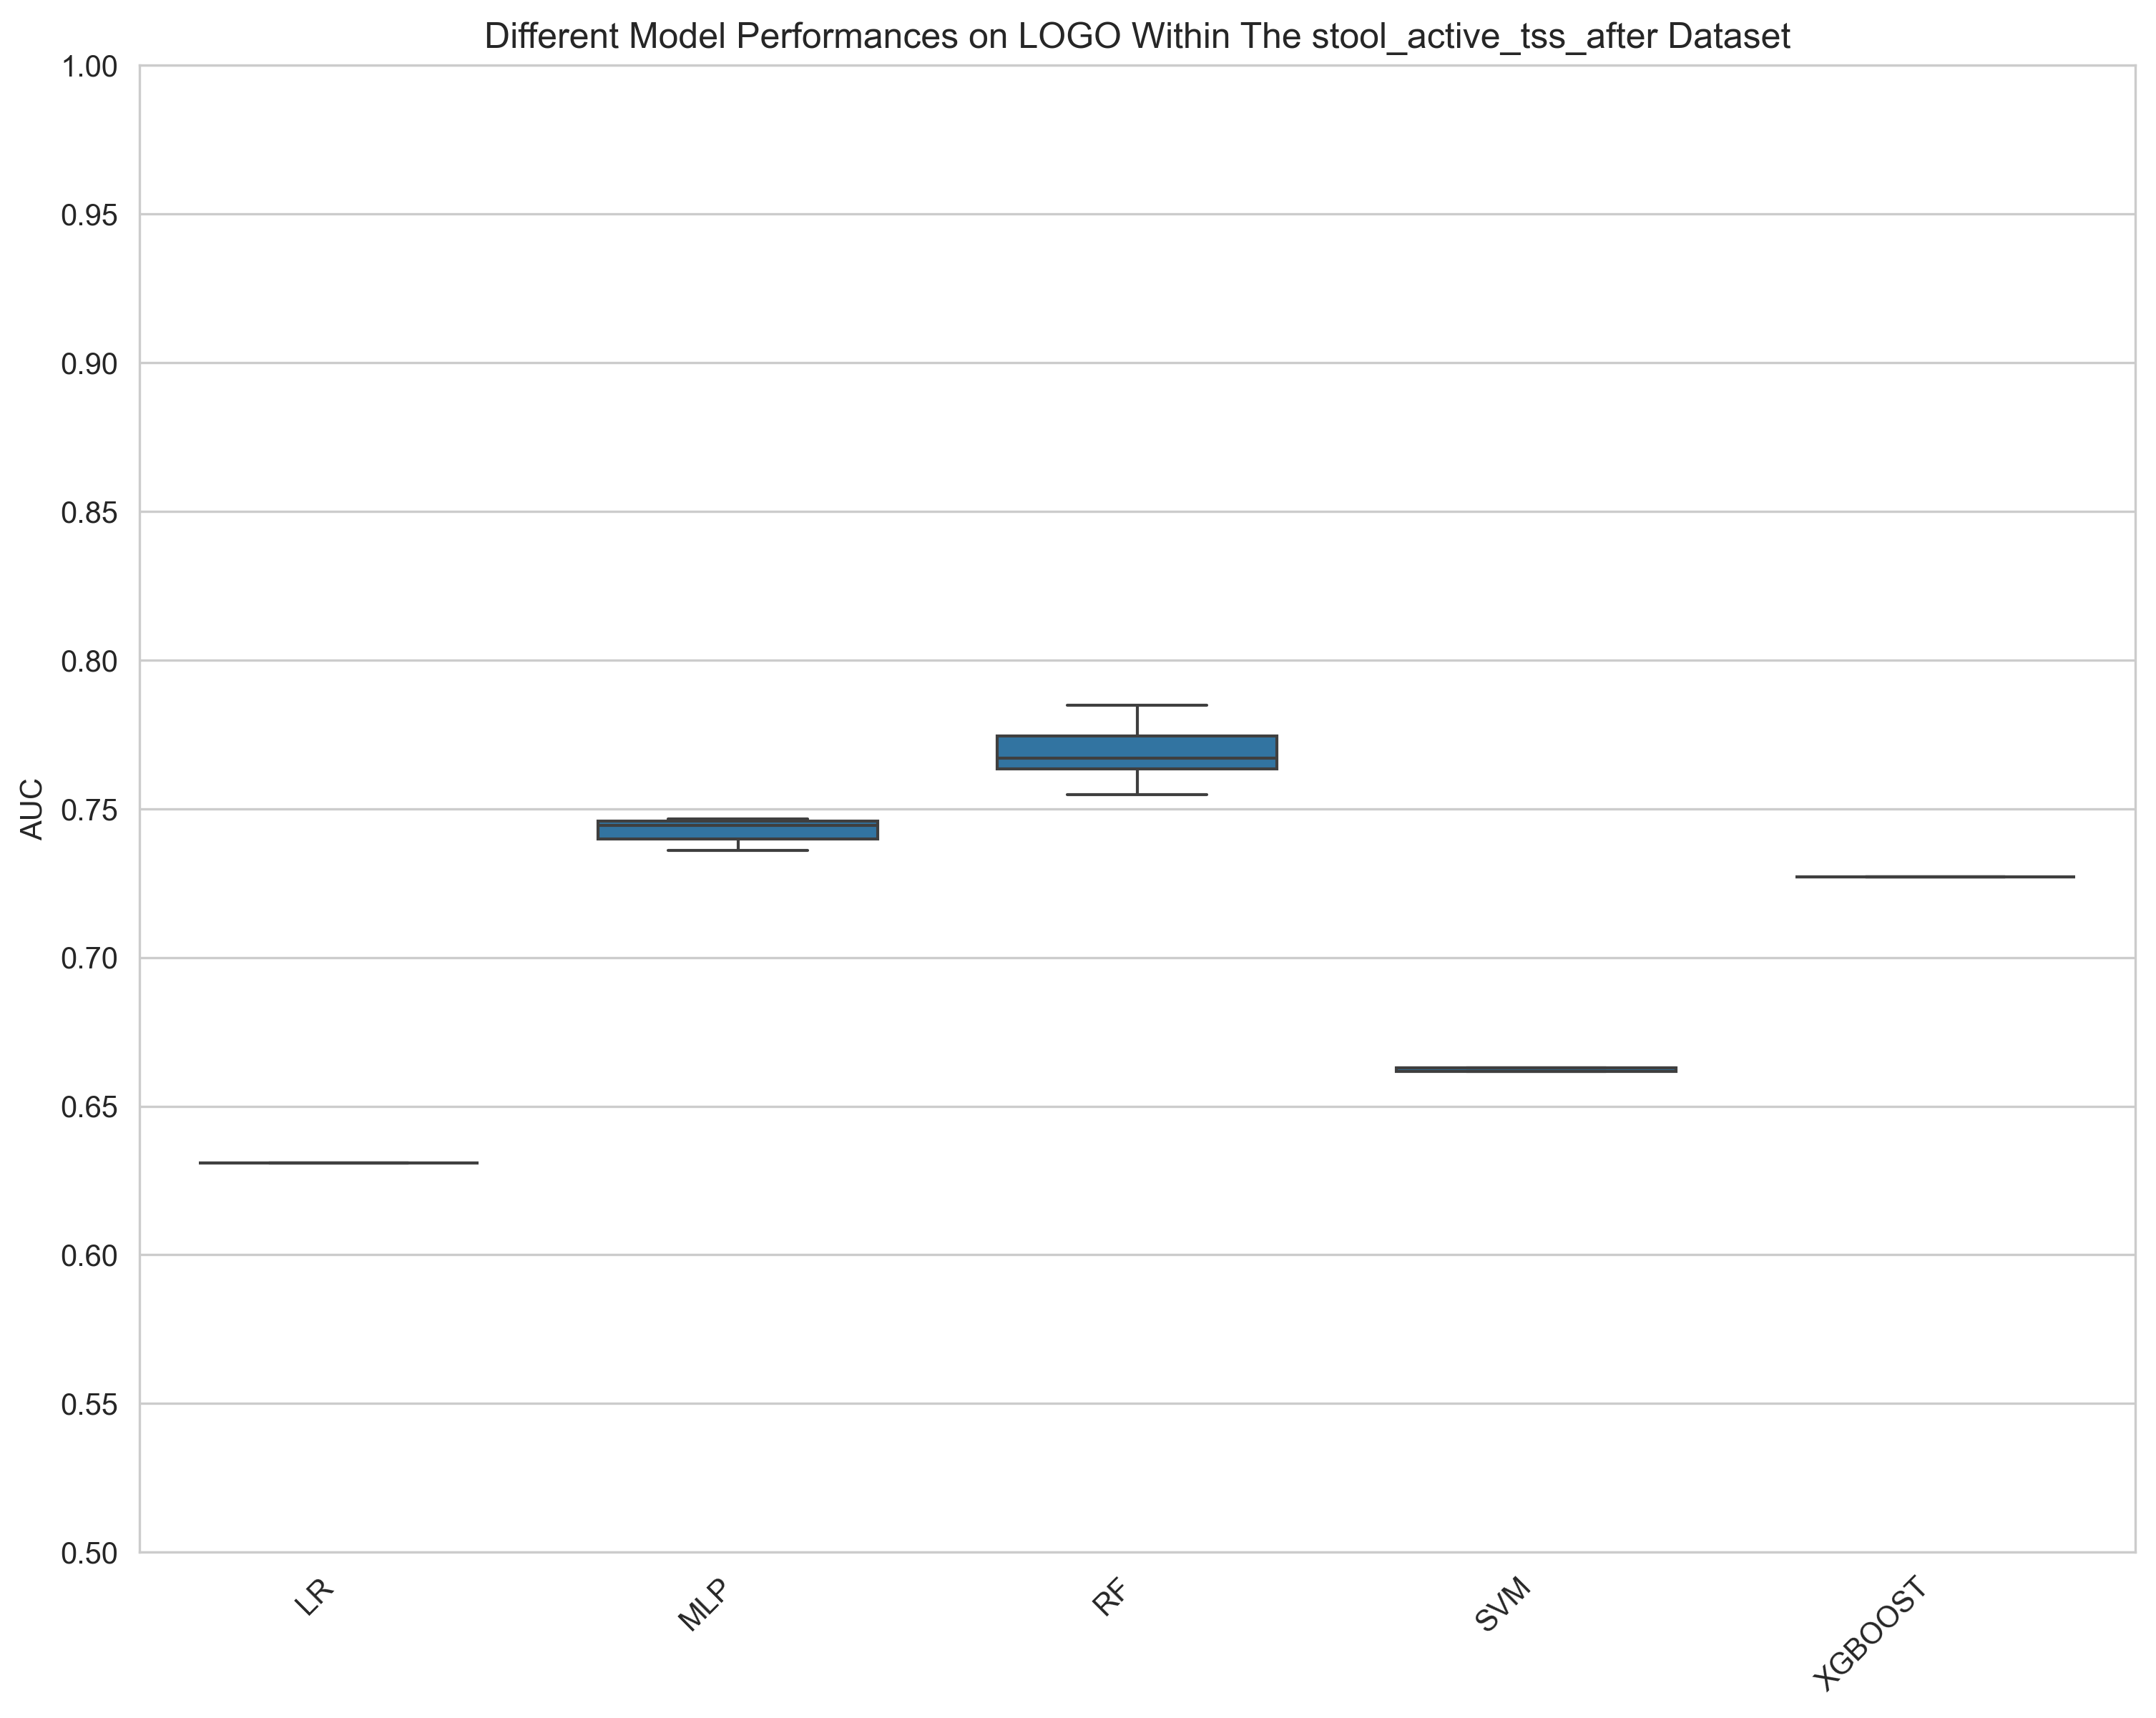 Different Model Performances on LOGO Within The stool_active_tss_after Dataset
1.00
0.95
0.90
0.85
0.80
0.75
0.70
0.65
0.60
0.55
0.50
AUC
LR
MLP
RF
SVM
XGBOOST